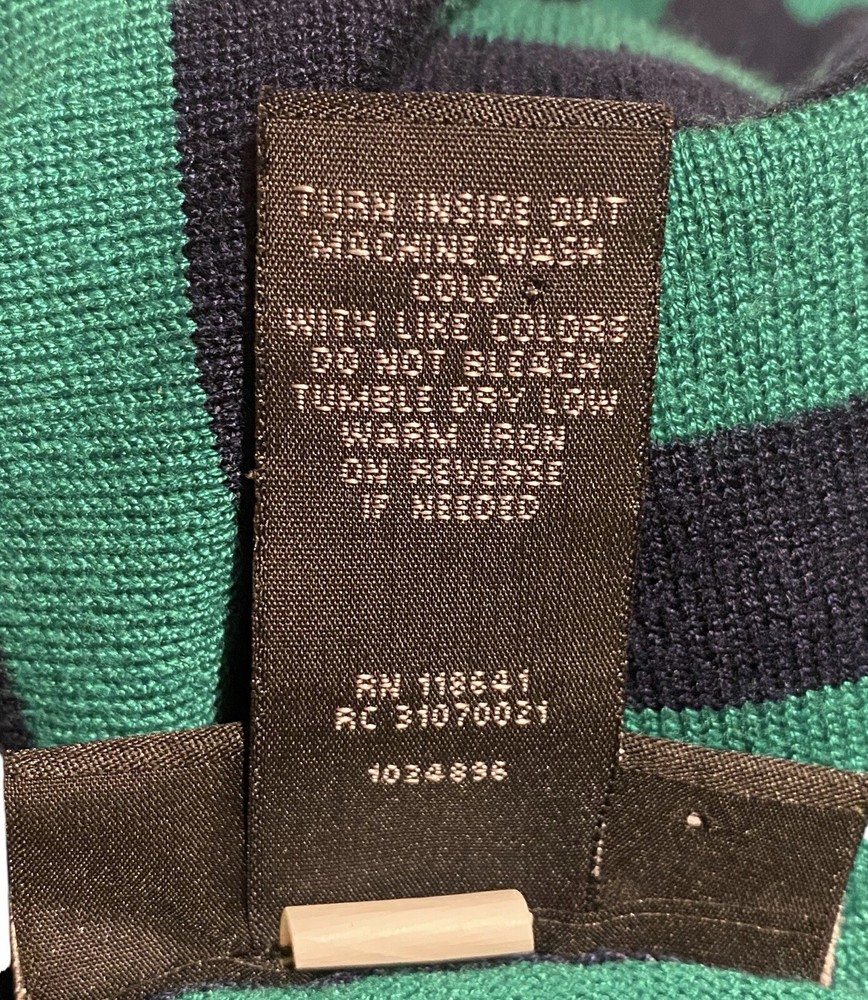 TURN INSIDE OUT
MACHINE WASH
COLD
WITH LIKE COLORS
DO NOT BLEACH
TUMBLE DRY LOW
WARM IRON
ON REVERSE
IF NEEDED
RN 118641
RC 31070021
1024896